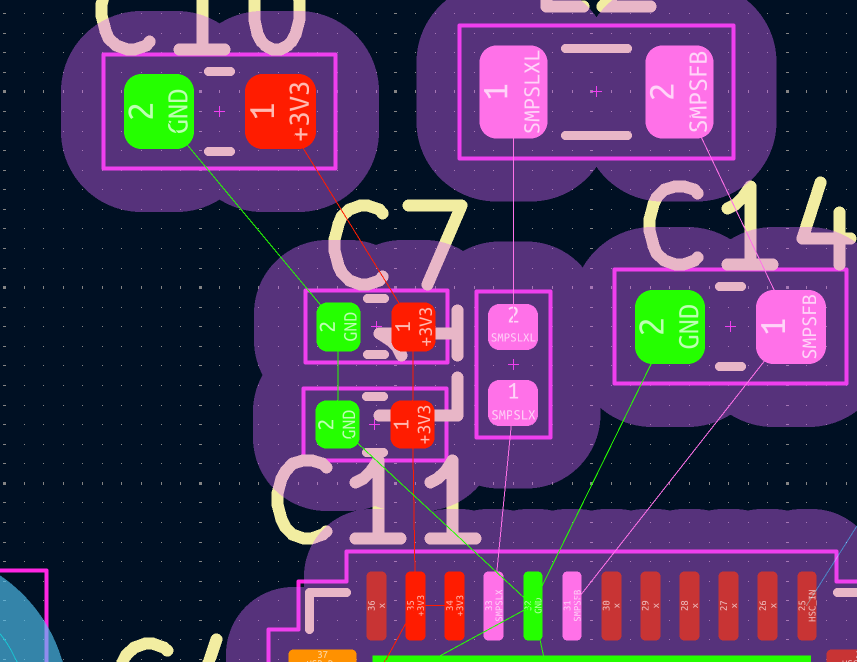 C10
2 GND
1 +3V3
1 SMPSLXL
2 SMPSFB
C7
C14
2 GND
1 +3V3
2 SMPSLXL
1 SMPSLX
2 GND
1 SMPSFB
2 GND
1 +3V3
C11
36 x
35 +3V3
34 +3V3
33 SMPSLX
32 GND
31 SMPSFB
30 x
29 x
28 x
27 x
26 x
25 HSC_IN
37